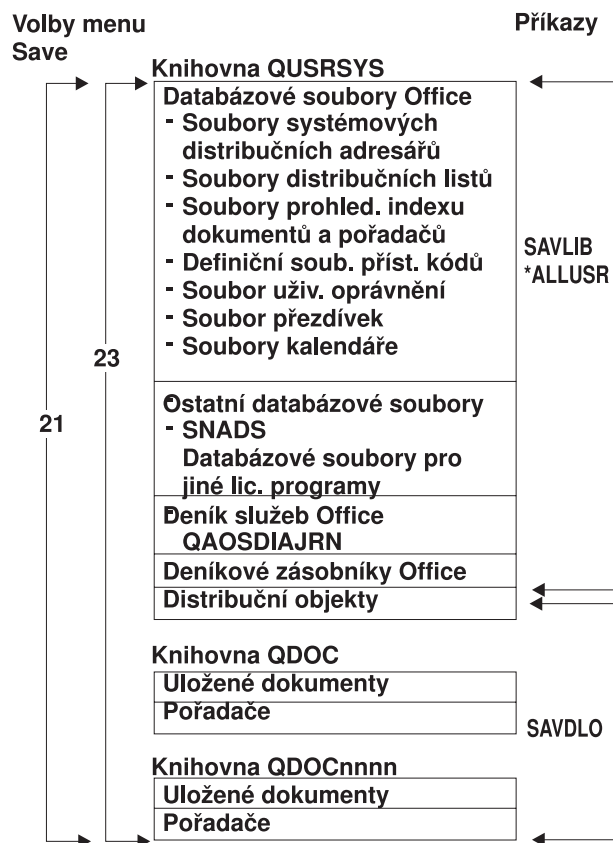 Volby menu
Save
Příkazy
Knihovna QUSRSYS
Databázové soubory Office
- Soubory systémových
distribučních adresářů
- Soubory distribučních listů
- Soubory prohled. indexu
dokumentů a pořadačů
- Definiční soub. příst. kódů
- Soubor uživ. oprávnění
- Soubor přezdívek
- Soubory kalendáře
SAVLIB
*ALLUSR
23
21
Ostatní databázové soubory
- SNADS
Databázové soubory pro
jiné lic. programy
- Deník služeb Office
QAOSDIAJRN
Deníkové zásobníky Office
Distribuční objekty
Knihovna QDOC
Uložené dokumenty
Pořadače
SAVDLO
Knihovna QDOCnnnn
Uložené dokumenty
Pořadače